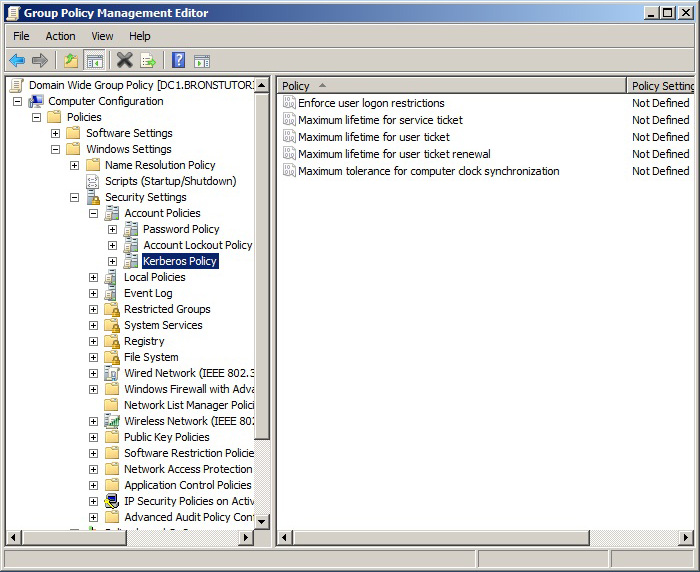 Group Policy Management Editor
File Action View Help
Domain Wide Group Policy [DC1.BRONSTUTORI
Computer Configuration
Policies
Software Settings
Windows Settings
Name Resolution Policy
Scripts (Startup/Shutdown)
Security Settings
Account Policies
Password Policy
Account Lockout Policy
Kerberos Policy
Local Policies
Event Log
Restricted Groups
System Services
Registry
File System
Wired Network (IEEE 802.3
Windows Firewall with Adva
Network List Manager Polici
Wireless Network (IEEE 802
Public Key Policies
Software Restriction Policie
Network Access Protection
Application Control Policies
IP Security Policies on Activ
Advanced Audit Policy Conf
Policy Policy Setting
Enforce user logon restrictions Not Defined
Maximum lifetime for service ticket Not Defined
Maximum lifetime for user ticket Not Defined
Maximum lifetime for user ticket renewal Not Defined
Maximum tolerance for computer clock synchronization Not Defined